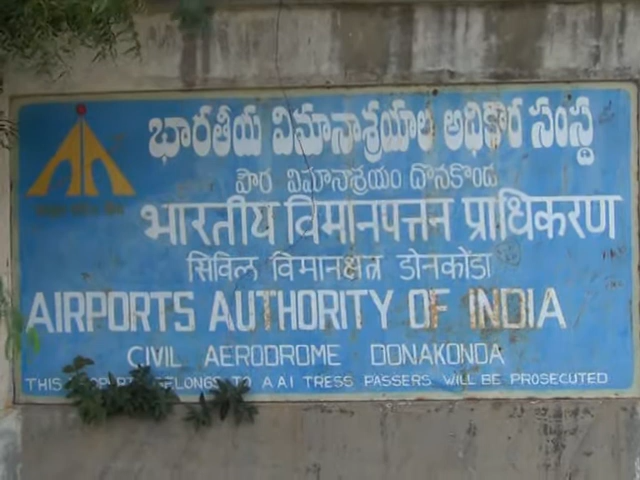 భారతీయ విమానాశ్రయాల అధికార సంస్థ
పౌర విమానాశ్రయం దొనకొండ
भारतीय विमानपत्तन प्राधिकरण
सिविल विमानक्षेत्र डोनकोंडा
AIRPORTS AUTHORITY OF INDIA
CIVIL AERODROME DONAKONDA
THIS PROPERTY BELONGS TO A A I TRESS PASSERS WILL BE PROSECUTED